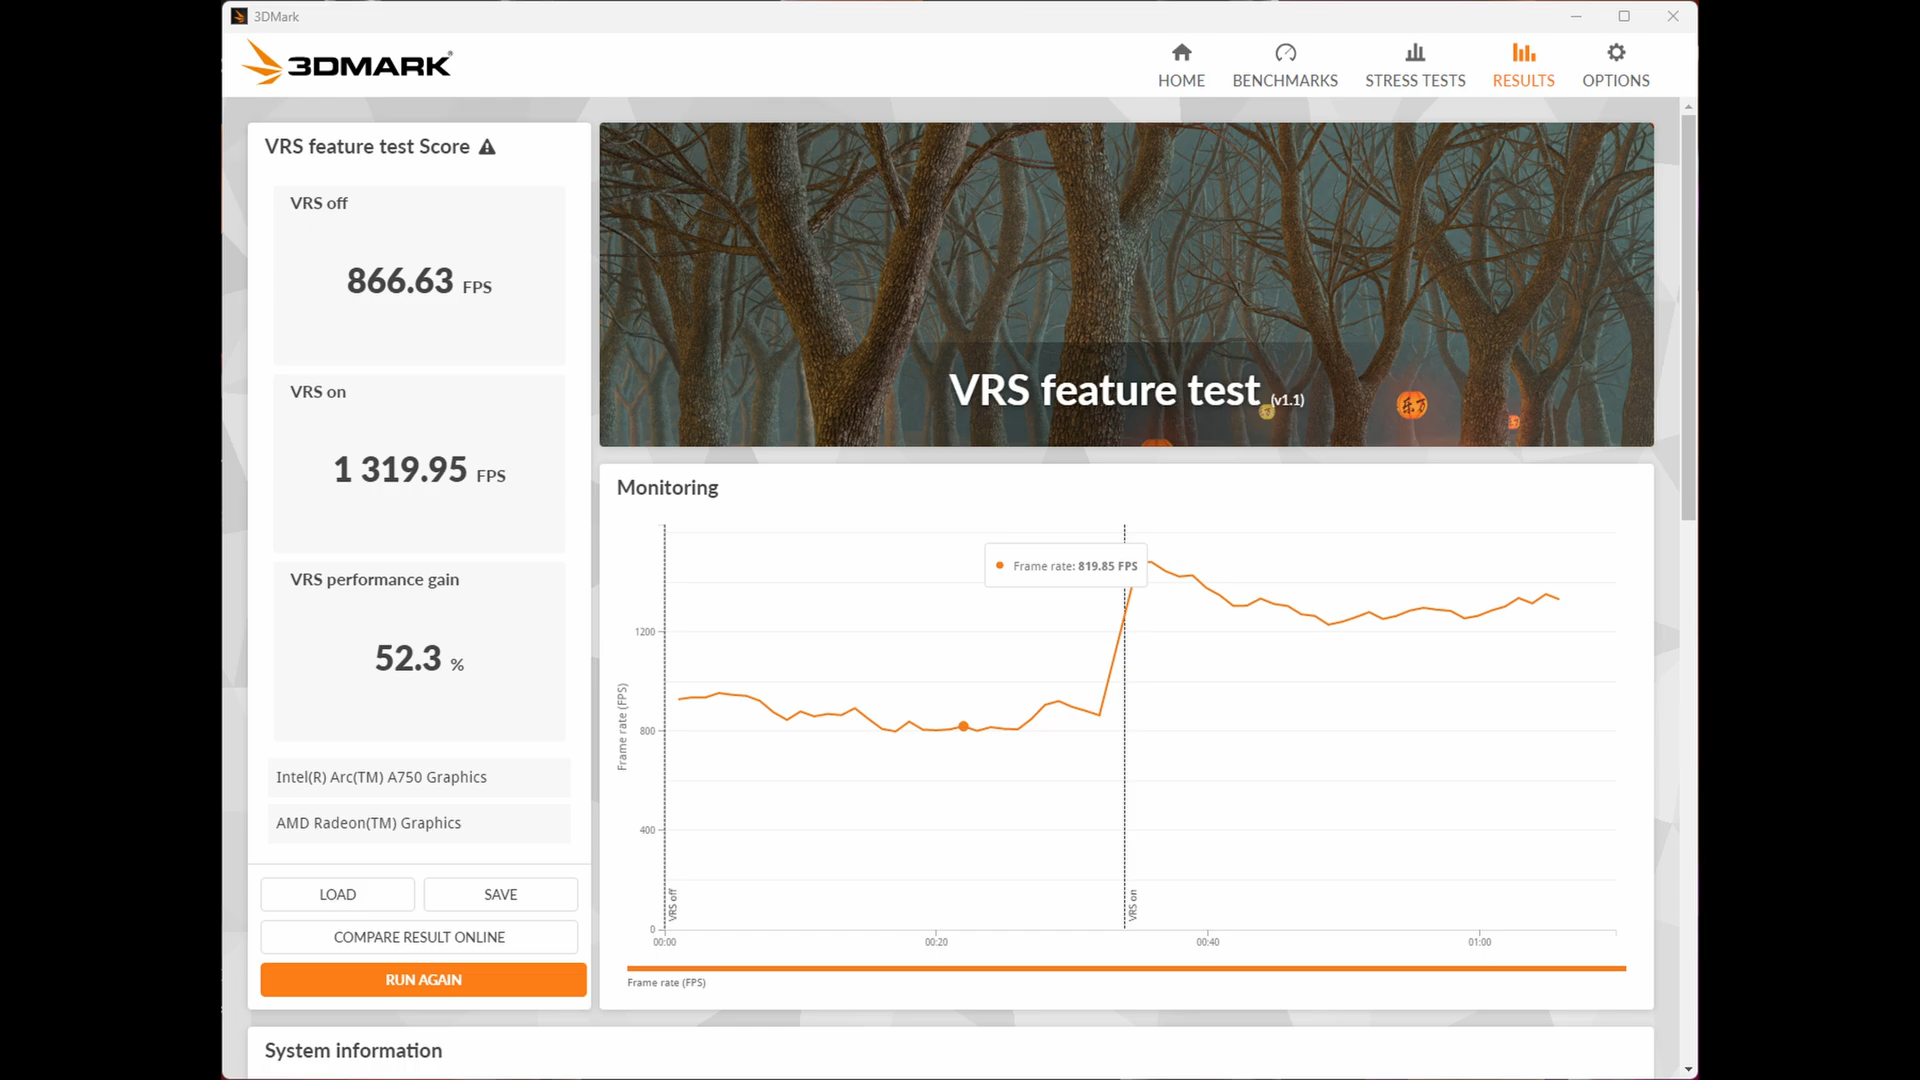 3DMark
3DMARK®
HOME
BENCHMARKS
STRESS TESTS
RESULTS
OPTIONS
VRS feature test Score
VRS off
866.63 FPS
VRS on
1 319.95 FPS
VRS performance gain
52.3 %
Intel(R) Arc(TM) A750 Graphics
AMD Radeon(TM) Graphics
LOAD
SAVE
COMPARE RESULT ONLINE
RUN AGAIN
VRS feature test (v1.1)
Monitoring
Frame rate: 819.85 FPS
Frame rate (FPS)
1200
800
400
0
VRS off
VRS on
00:00
00:20
00:40
01:00
Frame rate (FPS)
System information